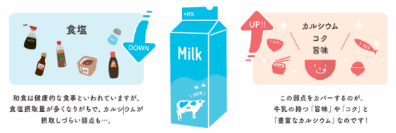 食塩
DOWN
和食は健康的な食事といわれていますが、
食塩摂取量が多くなりがちで、カルシウムが
摂取しづらい弱点も…。
Milk
UP!!
カルシウム
コク
旨味
この弱点をカバーするのが、
牛乳の持つ「旨味」や「コク」と
「豊富なカルシウム」なのです！